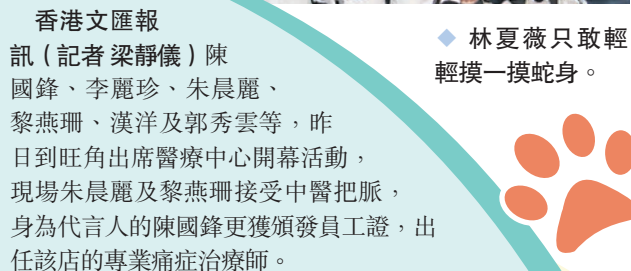 香港文匯報
訊（記者 梁靜儀）陳
國鋒、李麗珍、朱晨麗、
黎燕珊、漢洋及郭秀雲等，昨
日到旺角出席醫療中心開幕活動，
現場朱晨麗及黎燕珊接受中醫把脈，
身為代言人的陳國鋒更獲頒發員工證，出
任該店的專業痛症治療師。
◆ 林夏薇只敢輕
輕摸一摸蛇身。